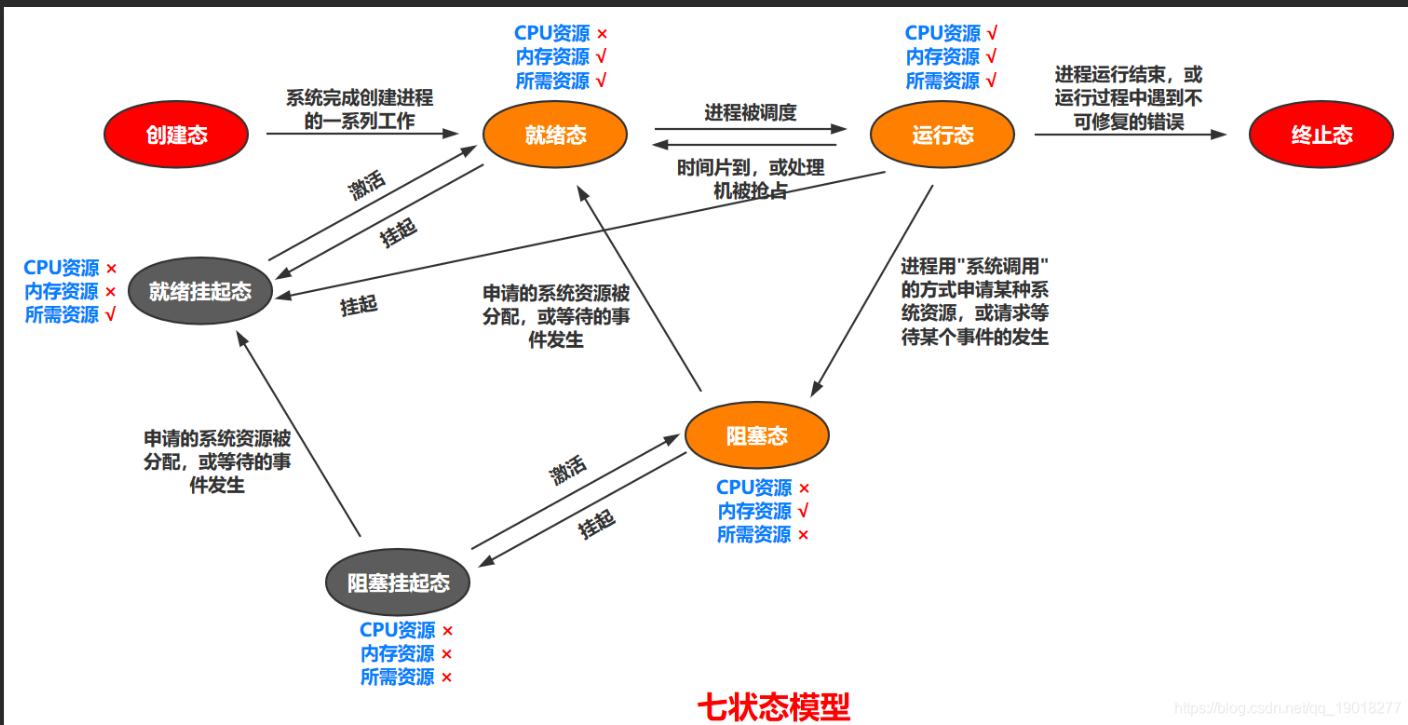 CPU资源 ×
内存资源 √
所需资源 √
CPU资源 √
内存资源 √
所需资源 √
创建态
系统完成创建进程
的一系列工作
就绪态
进程被调度
时间片到，或处理
机被抢占
运行态
进程运行结束，或
运行过程中遇到不
可修复的错误
终止态
激活
挂起
挂起
CPU资源 ×
内存资源 ×
所需资源 √
就绪挂起态
申请的系统资源被
分配，或等待的事
件发生
进程用"系统调用"
的方式申请某种系
统资源，或请求等
待某个事件的发生
申请的系统资源被
分配，或等待的事
件发生
阻塞态
CPU资源 ×
内存资源 √
所需资源 ×
激活
挂起
阻塞挂起态
CPU资源 ×
内存资源 ×
所需资源 ×
七状态模型
https://blog.csdn.net/qq_19018277